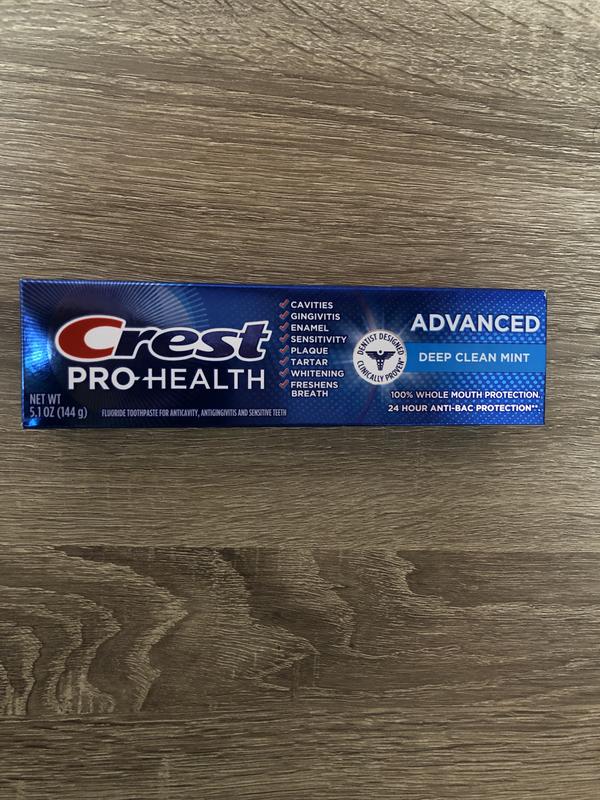 Crest
PRO-HEALTH
NET WT
5.1 OZ (144 g)
FLUORIDE TOOTHPASTE FOR ANTICAVITY, ANTIGINGIVITIS AND SENSITIVE TEETH
CAVITIES
GINGIVITIS
ENAMEL
SENSITIVITY
PLAQUE
TARTAR
WHITENING
FRESHENS
BREATH
DENTIST DESIGNED
CLINICALLY PROVEN*
ADVANCED
DEEP CLEAN MINT
100% WHOLE MOUTH PROTECTION.
24 HOUR ANTI-BAC PROTECTION**.